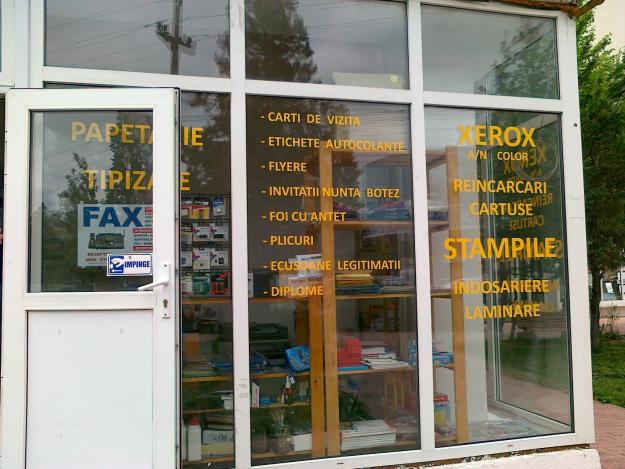 PAPETARIE
TIPIZATE
FAX
IMPINGE
- CARTI DE VIZITA
- ETICHETE AUTOCOLANTE
- FLYERE
- INVITATII NUNTA BOTEZ
- FOI CU ANTET
- PLICURI
- ECUSOANE LEGITIMATII
- DIPLOME
XEROX
A/N COLOR
REINCARCARI
CARTUSE
STAMPILE
INDOSARIERE
LAMINARE